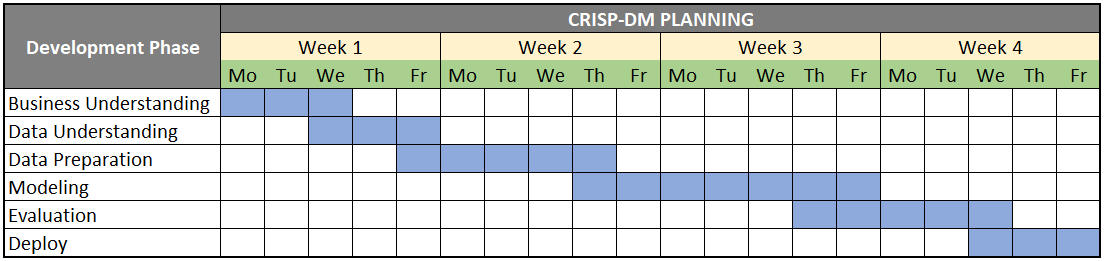 CRISP-DM PLANNING
Development Phase
Week 1 Week 2 Week 3 Week 4
Mo Tu We Th Fr Mo Tu We Th Fr Mo Tu We Th Fr Mo Tu We Th Fr
Business Understanding
Data Understanding
Data Preparation
Modeling
Evaluation
Deploy